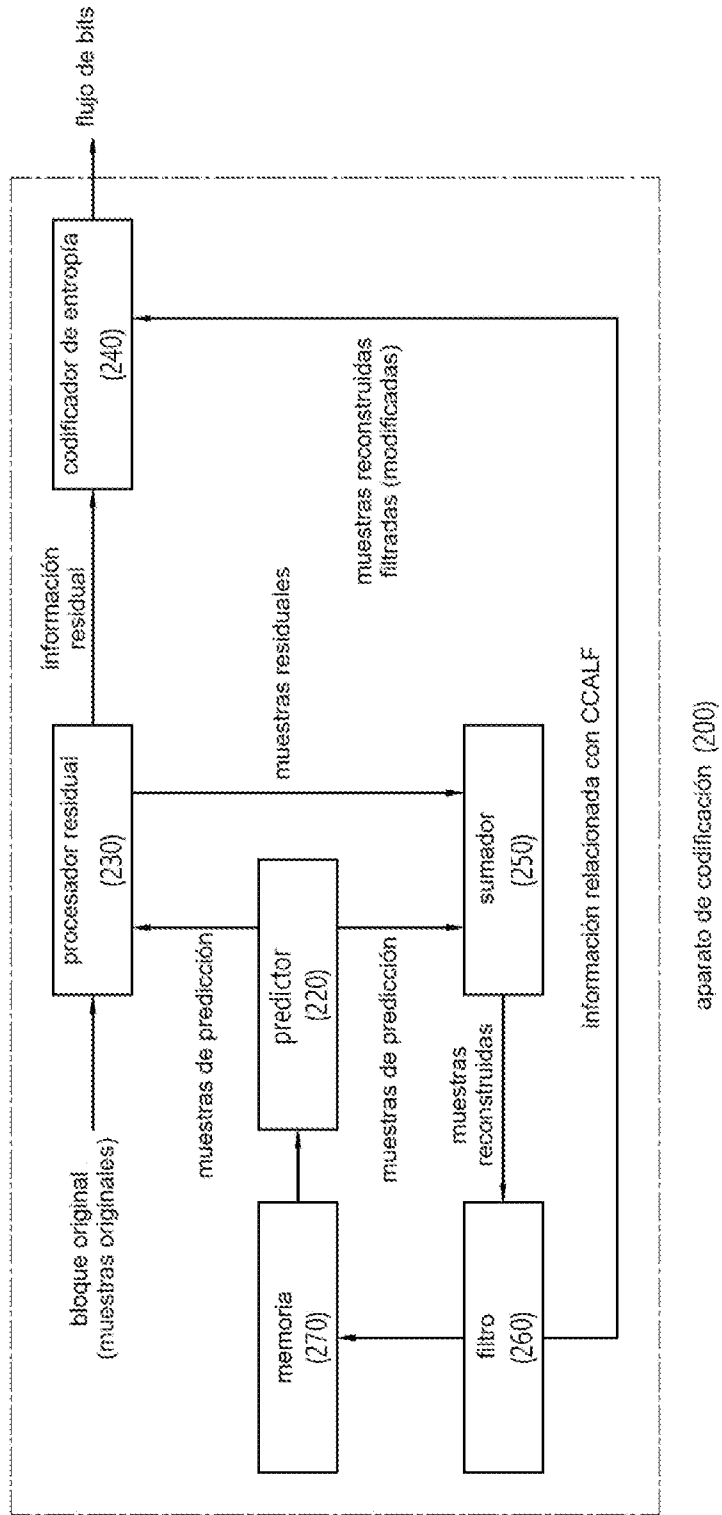 bloque original
(muestras originales)
procesador residual
(230)
información
residual
codificador de entropía
(240)
flujo de bits
muestras de predicción
muestras residuales
muestras reconstruidas
filtradas (modificadas)
memoria
(270)
predictor
(220)
muestras de predicción
filtro
(260)
muestras
reconstruidas
sumador
(250)
información relacionada con CCALF
aparato de codificación (200)